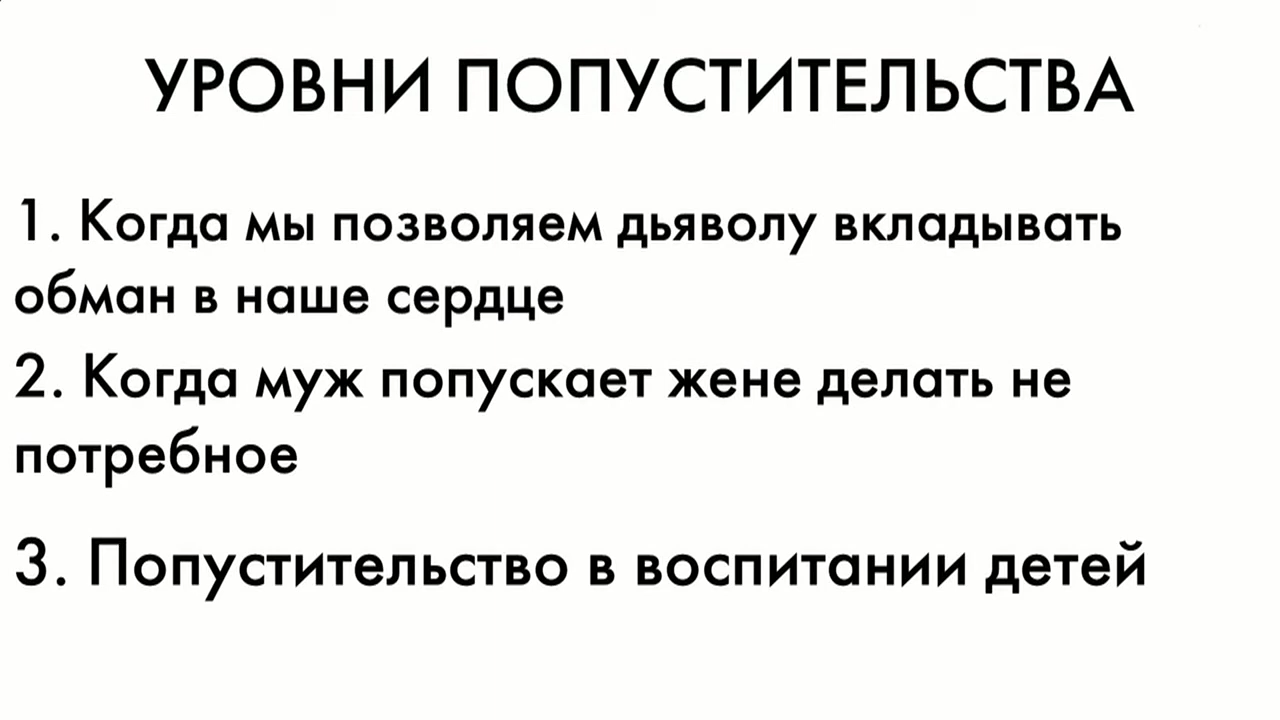 УРОВНИ ПОПУСТИТЕЛЬСТВА
1. Когда мы позволяем дьяволу вкладывать
обман в наше сердце
2. Когда муж попускает жене делать не
потребное
3. Попустительство в воспитании детей